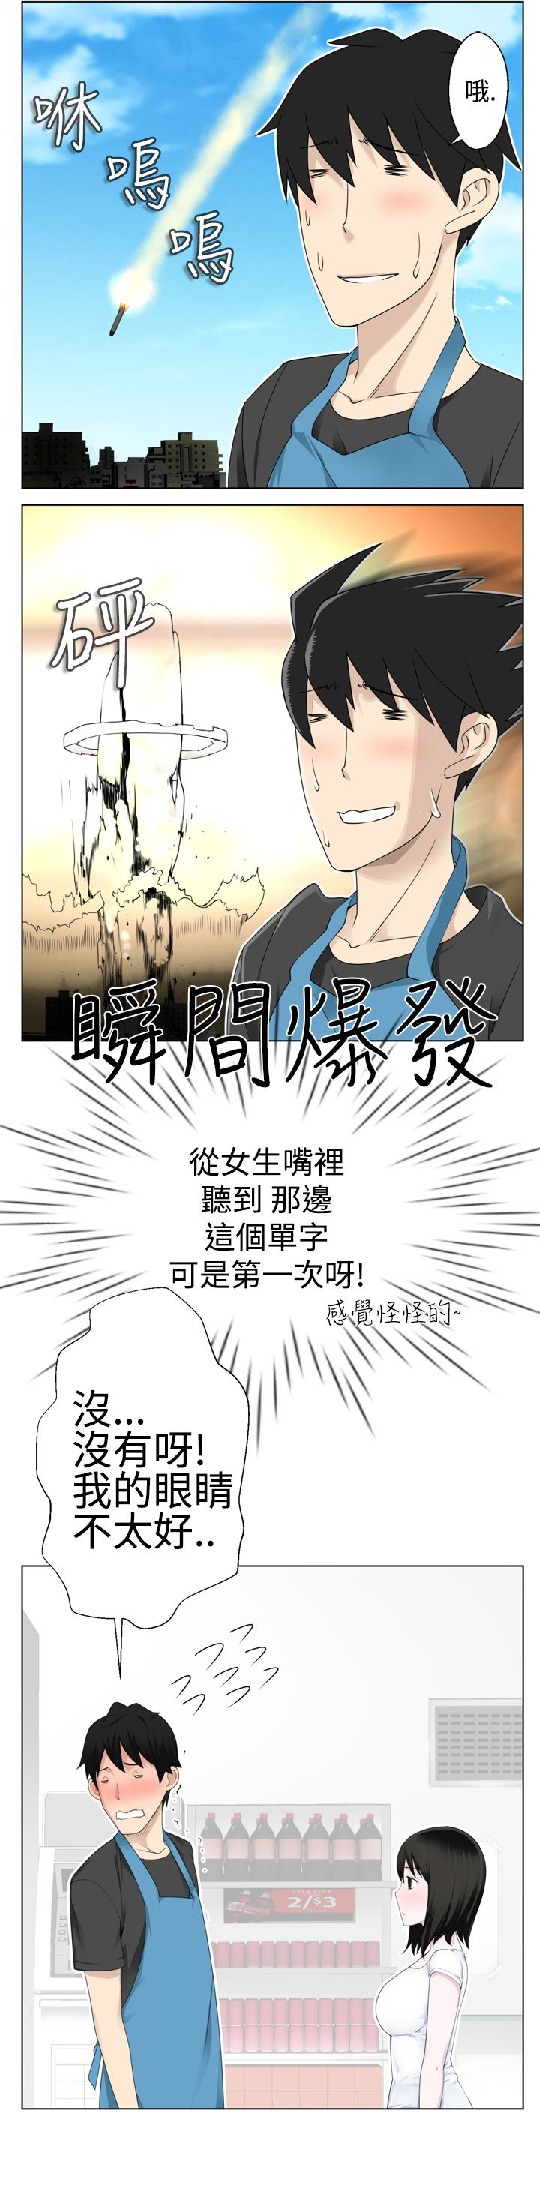 哦.
咻
嗚
嗚
砰
瞬間爆發
從女生嘴裡
聽到 那邊
這個單字
可是第一次呀!
感覺怪怪的~
沒...
沒有呀!
我的眼睛
不太好..
2/$3